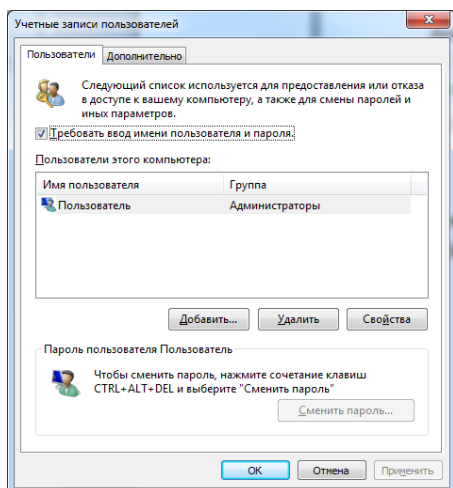 Учетные записи пользователей
Пользователи Дополнительно
Следующий список используется для предоставления или отказа
в доступе к вашему компьютеру, а также для смены паролей и
иных параметров.
Требовать ввод имени пользователя и пароля.
Пользователи этого компьютера:
Имя пользователя Группа
Пользователь Администраторы
Добавить... Удалить Свойства
Пароль пользователя Пользователь
Чтобы сменить пароль, нажмите сочетание клавиш
CTRL+ALT+DEL и выберите "Сменить пароль"
Сменить пароль...
ОК Отмена Применить